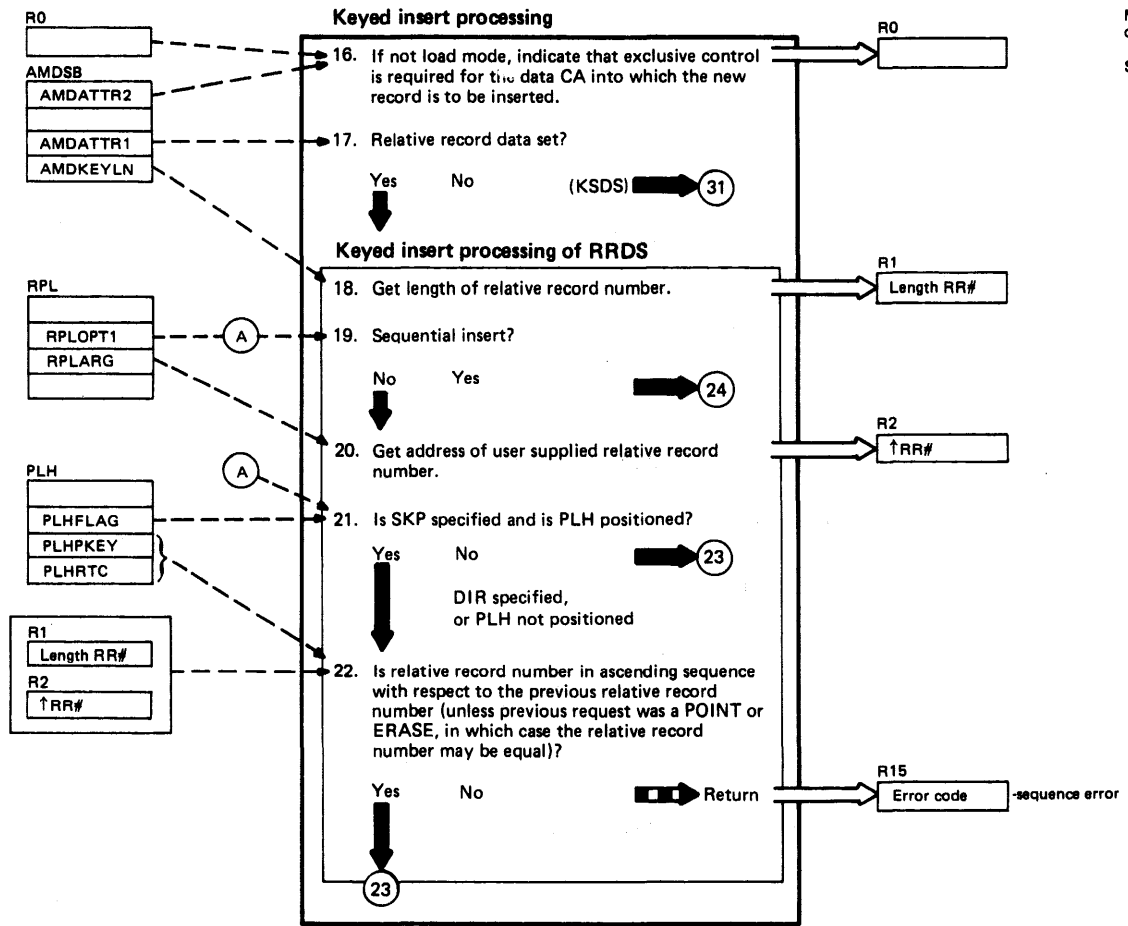 Keyed insert processing
R0
AMDSB
AMDATTR2
AMDATTR1
AMDKEYLN
16. If not load mode, indicate that exclusive control
is required for the data CA into which the new
record is to be inserted.
R0
17. Relative record data set?
Yes No (KSDS) 31
Keyed insert processing of RRDS
18. Get length of relative record number.
R1
Length RR#
RPL
RPLOPT1
RPLARG
A
19. Sequential insert?
No Yes 24
20. Get address of user supplied relative record
number.
R2
↑RR#
PLH
PLHFLAG
PLHPKEY
PLHRTC
A
21. Is SKP specified and is PLH positioned?
Yes No 23
DIR specified,
or PLH not positioned
R1
Length RR#
R2
↑RR#
22. Is relative record number in ascending sequence
with respect to the previous relative record
number (unless previous request was a POINT or
ERASE, in which case the relative record
number may be equal)?
Yes No Return
R15
Error code -sequence error
23